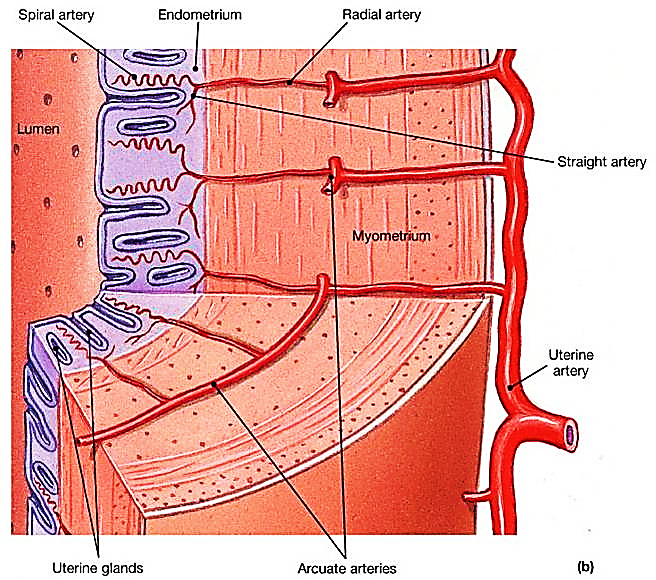 Spiral artery
Endometrium
Radial artery
Lumen
Straight artery
Myometrium
Uterine
artery
Uterine glands
Arcuate arteries
(b)